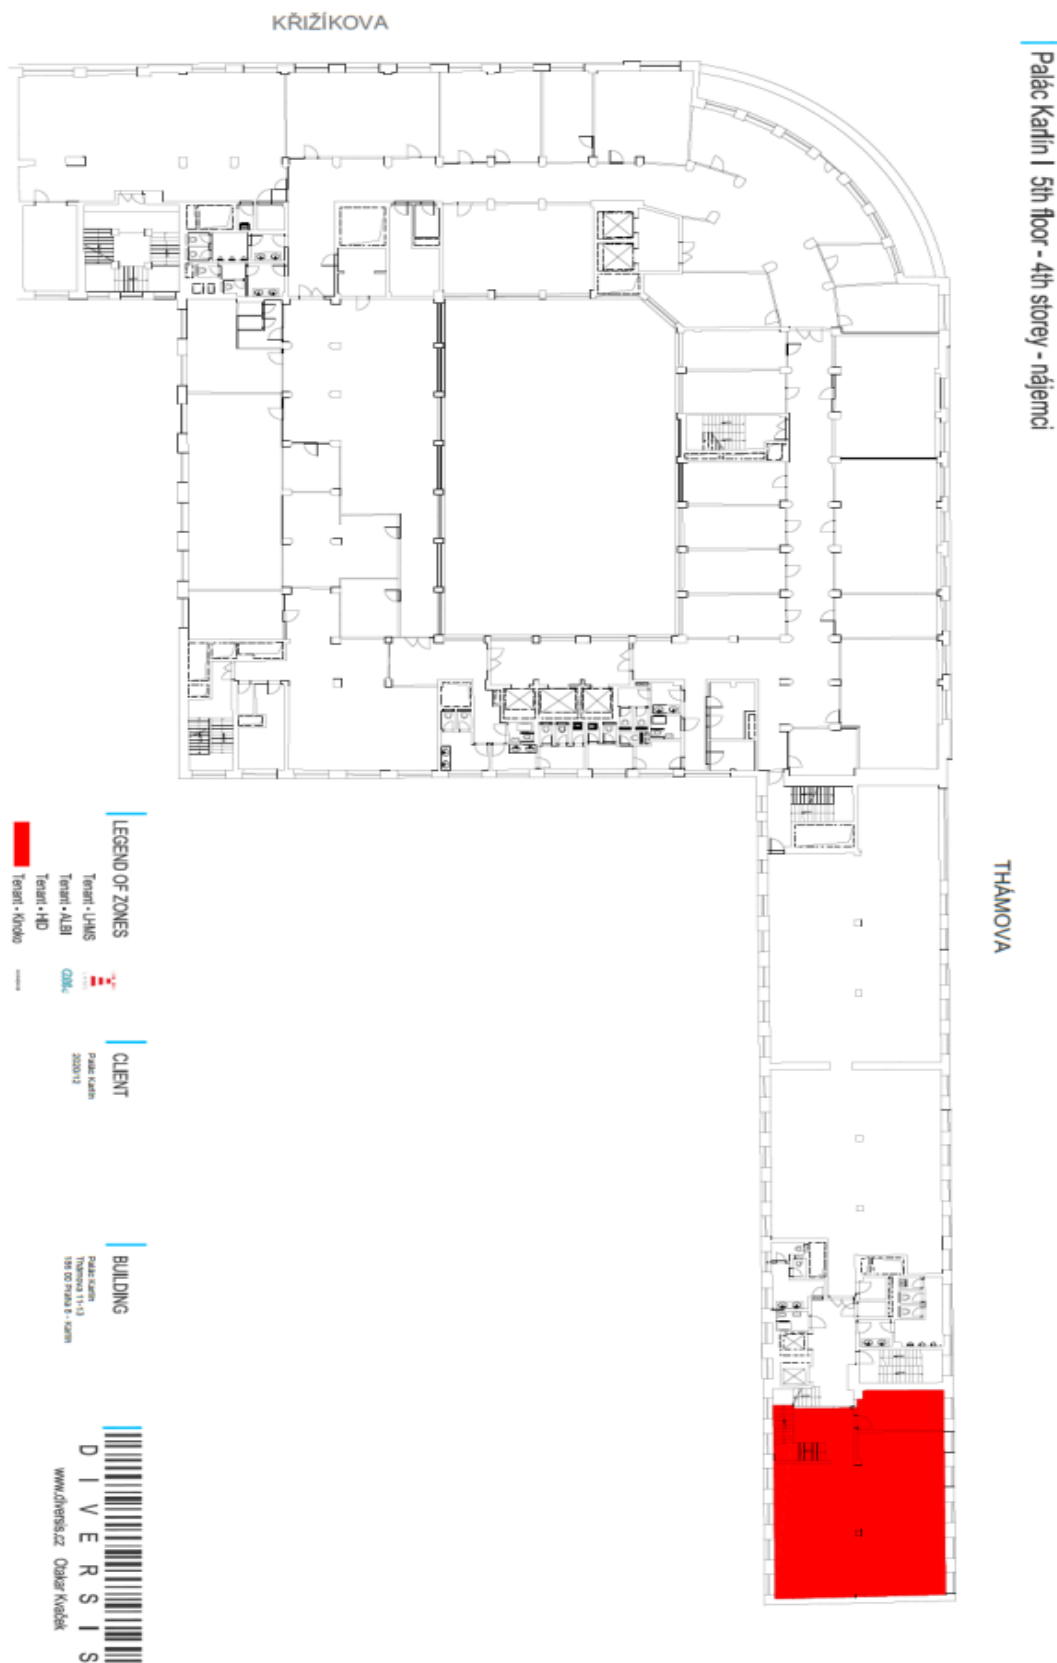 KŘIŽÍKOVA
Palác Karlín I 5th floor - 4th storey - nájemci
THÁMOVA
LEGEND OF ZONES
Tenant - LHMS
Tenant - ALBI
Tenant - HID
Tenant - Kinoko
CLIENT
Palác Karlín
2020/12
BUILDING
Palác Karlín
Thámova 11-13
186 00 Praha 8 - Karlín
DIVERSIS
www.diversis.cz Otakar Kvaček